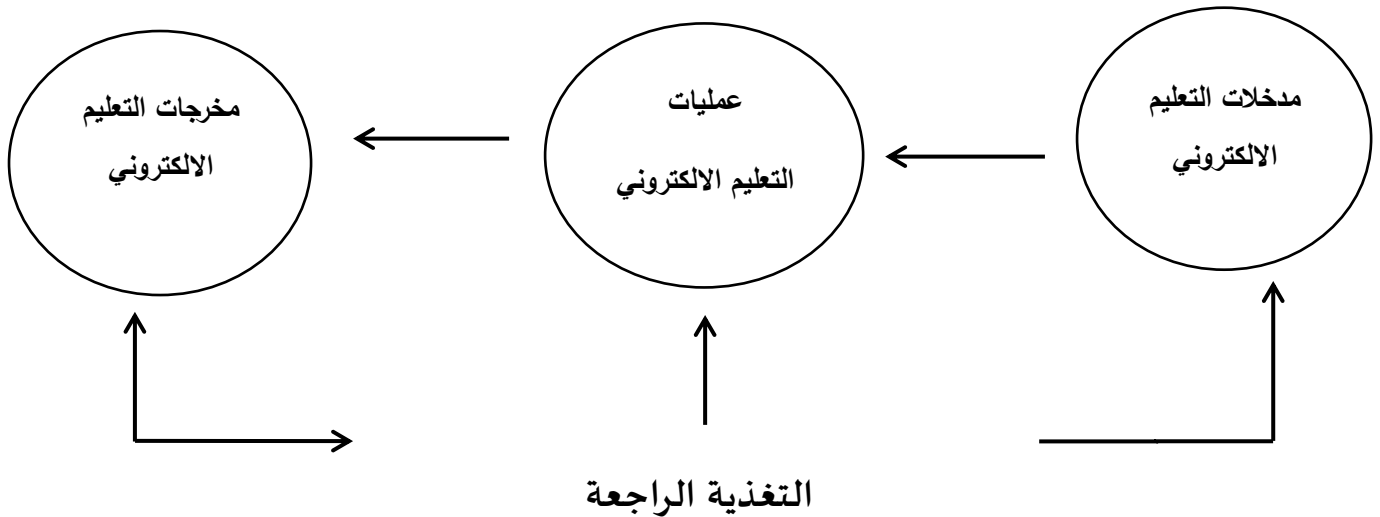 مدخلات التعليم
الالكتروني
عمليات
التعليم الالكتروني
مخرجات التعليم
الالكتروني
التغذية الراجعة